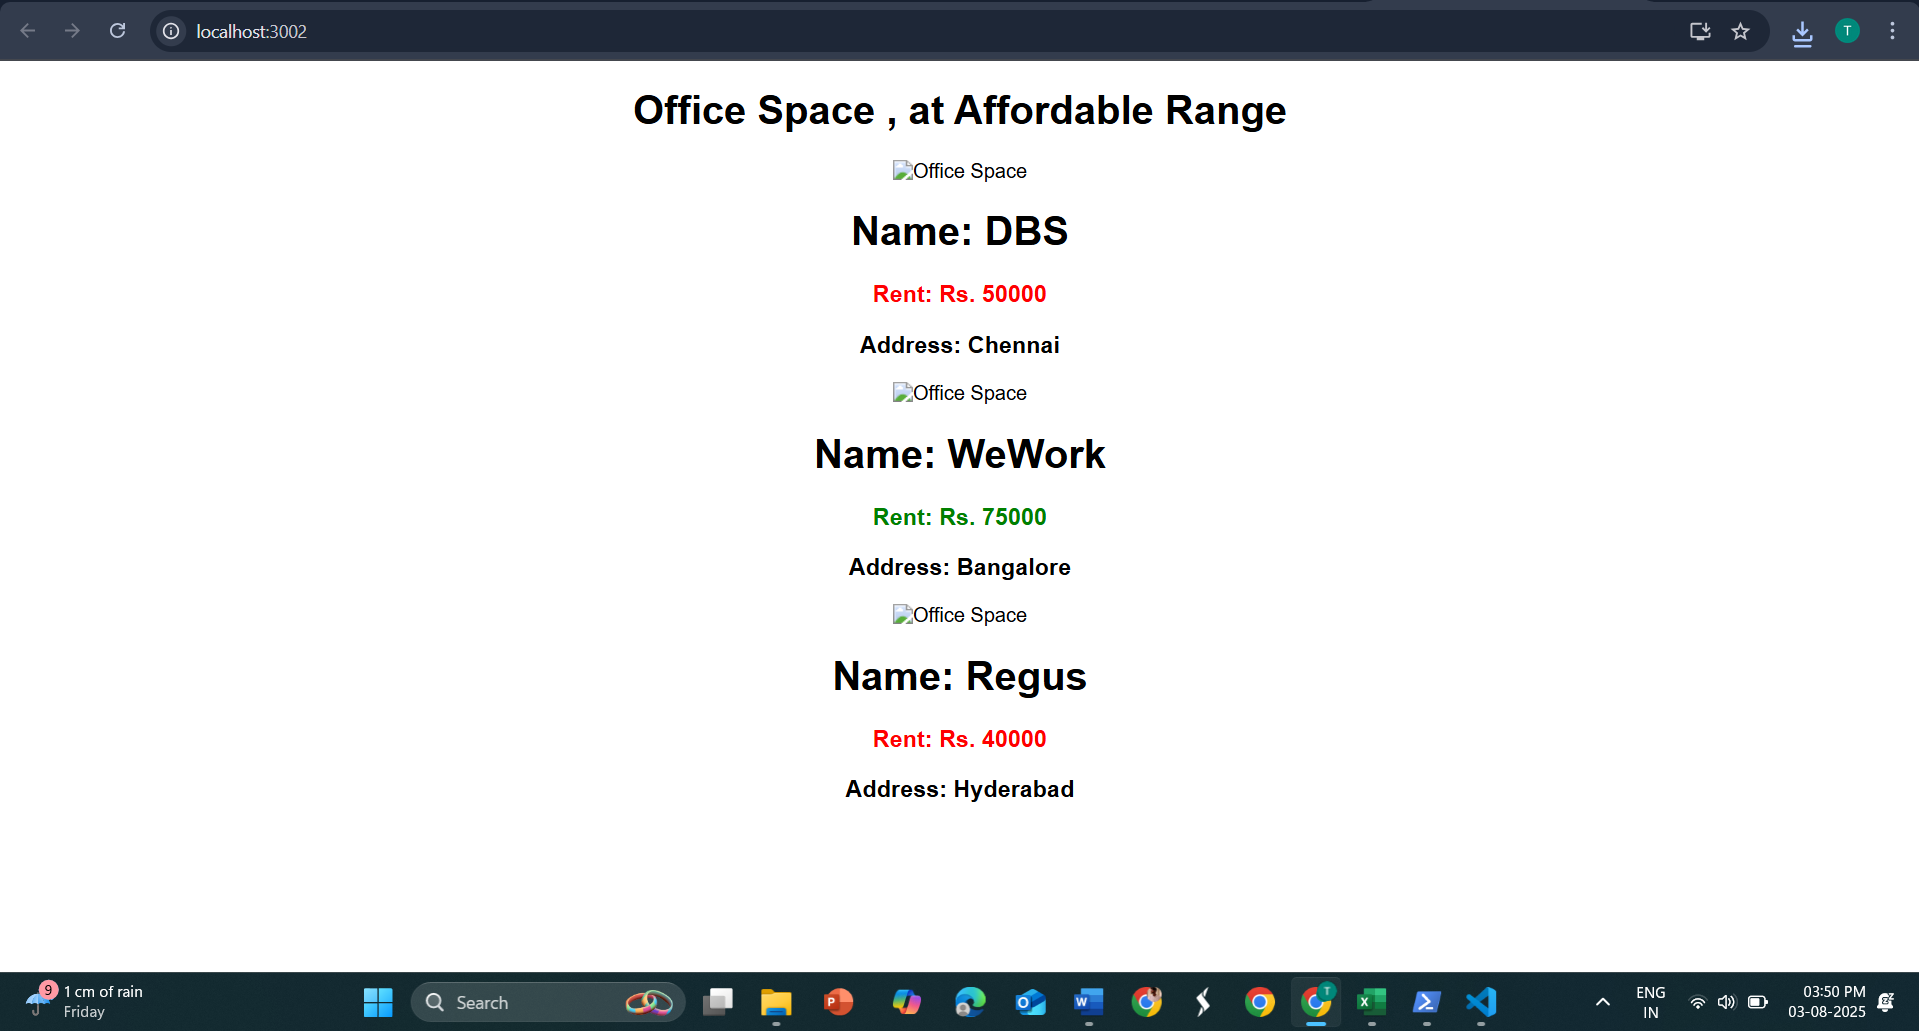 localhost:3002
T
Office Space , at Affordable Range
Office Space
Name: DBS
Rent: Rs. 50000
Address: Chennai
Office Space
Name: WeWork
Rent: Rs. 75000
Address: Bangalore
Office Space
Name: Regus
Rent: Rs. 40000
Address: Hyderabad
9
1 cm of rain
Friday
Search
P
O
W
T
X
ENG
IN
03:50 PM
03-08-2025